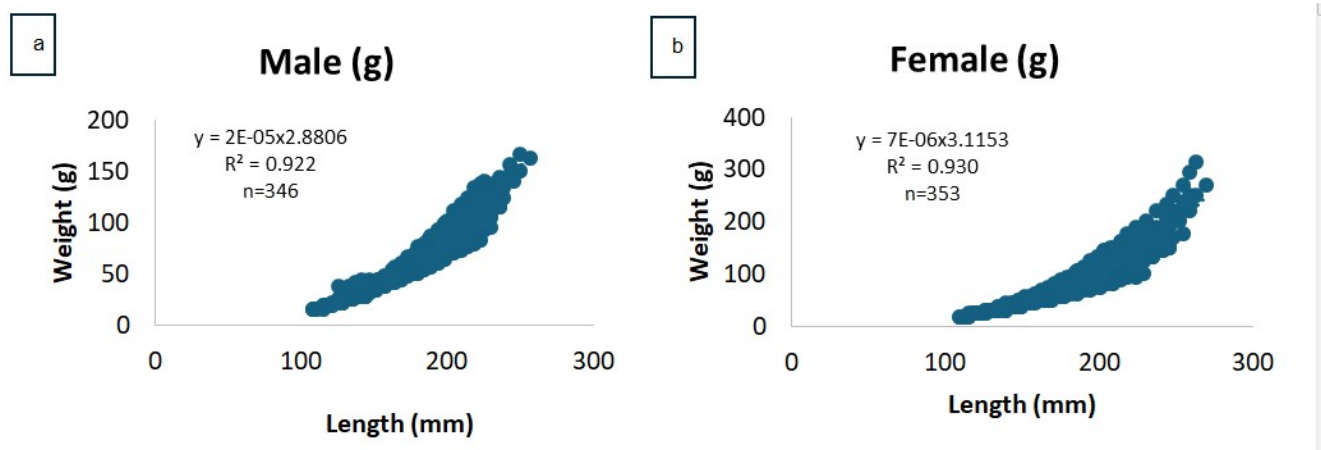 a
Male (g)
y = 2E-05x2.8806
R² = 0.922
n=346
Weight (g)
200
150
100
50
0
0 100 200 300
Length (mm)
b
Female (g)
y = 7E-06x3.1153
R² = 0.930
n=353
Weight (g)
400
300
200
100
0
0 100 200 300
Length (mm)